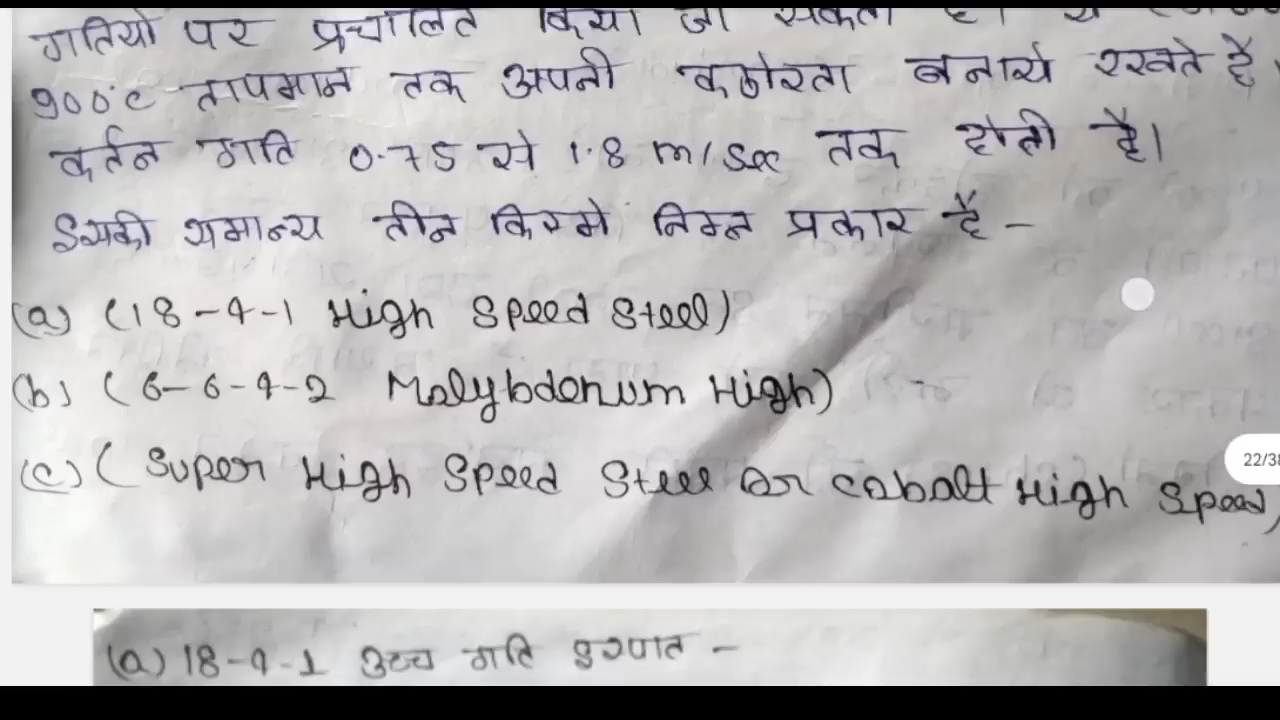 गतियो पर प्रचालित किया जा सकता है। ये
900°c तापमान तक अपनी कठोरता बनाये रखते है।
कर्तन गति 0.75 से 1.8 m/sec तक होती है।
इसकी शमान्य तीन किस्मे निम्न प्रकार है –
(a) (18-4-1 High Speed Steel)
(b) (6-6-4-2 Molybdenum High)
(c) (Super High Speed Steel Or Cobalt High Speed)
22/38
(a) 18-4-1 उच्च गति इस्पात –